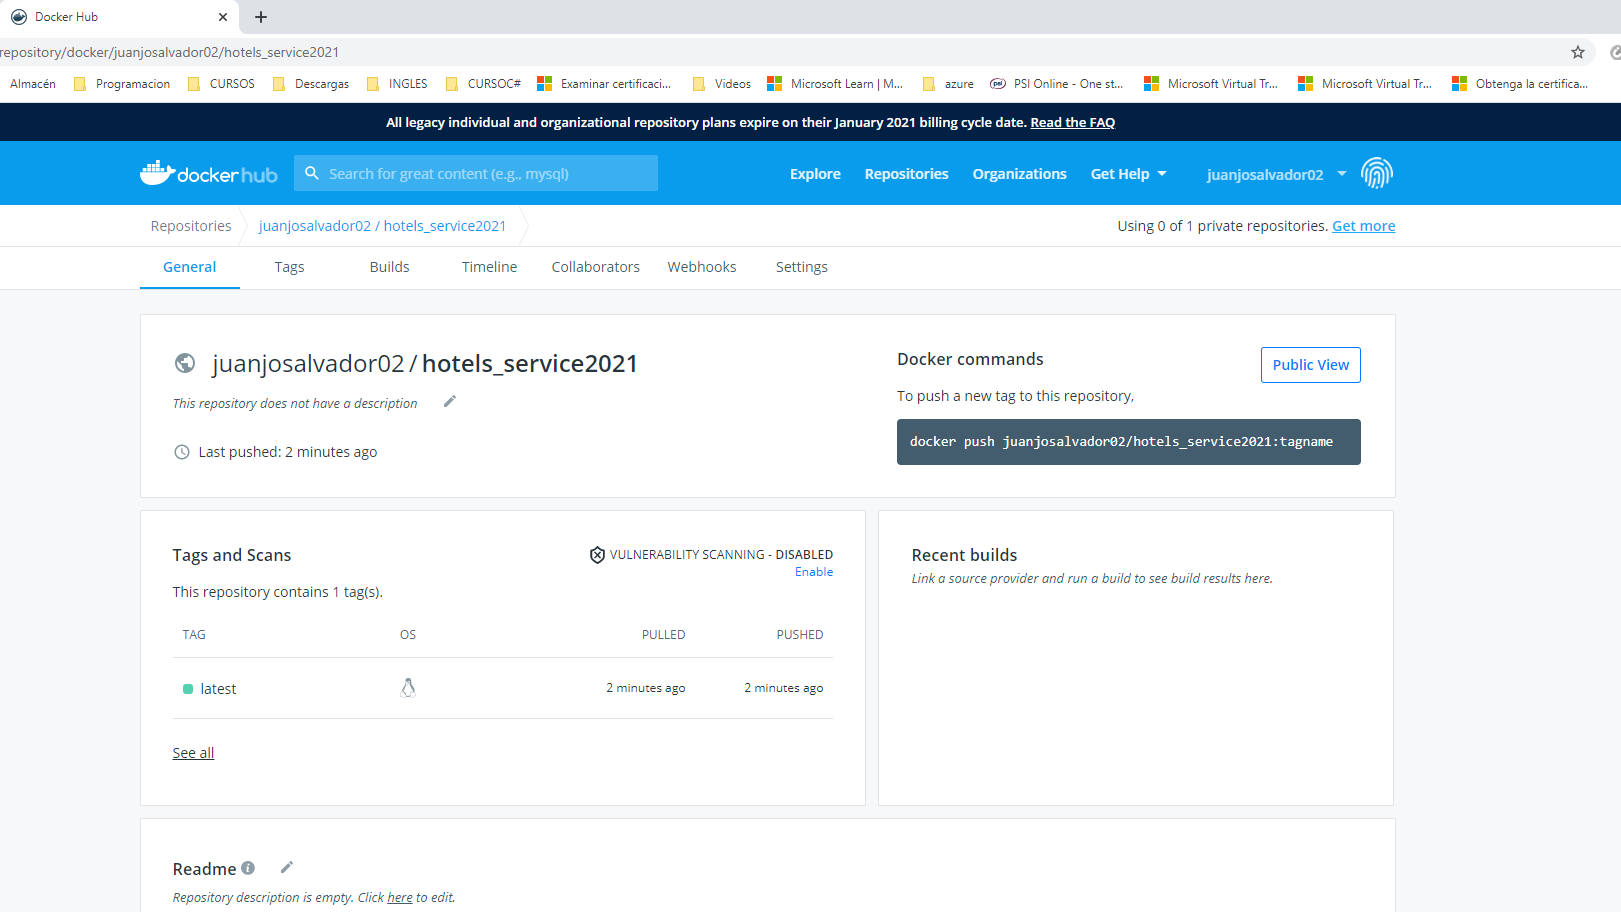 Docker Hub
repository/docker/juanjosalvador02/hotels_service2021
Almacén Programacion CURSOS Descargas INGLES CURSOC# Examinar certificaci... Videos Microsoft Learn | M... azure PSI Online - One st... Microsoft Virtual Tr... Microsoft Virtual Tr... Obtenga la certifica...
All legacy individual and organizational repository plans expire on their January 2021 billing cycle date. Read the FAQ
docker hub Search for great content (e.g., mysql) Explore Repositories Organizations Get Help juanjosalvador02
Repositories juanjosalvador02 / hotels_service2021 Using 0 of 1 private repositories. Get more
General Tags Builds Timeline Collaborators Webhooks Settings
juanjosalvador02 / hotels_service2021
This repository does not have a description
Last pushed: 2 minutes ago
Docker commands
Public View
To push a new tag to this repository,
docker push juanjosalvador02/hotels_service2021:tagname
Tags and Scans
VULNERABILITY SCANNING - DISABLED
Enable
This repository contains 1 tag(s).
TAG OS PULLED PUSHED
latest 2 minutes ago 2 minutes ago
See all
Recent builds
Link a source provider and run a build to see build results here.
Readme
Repository description is empty. Click here to edit.